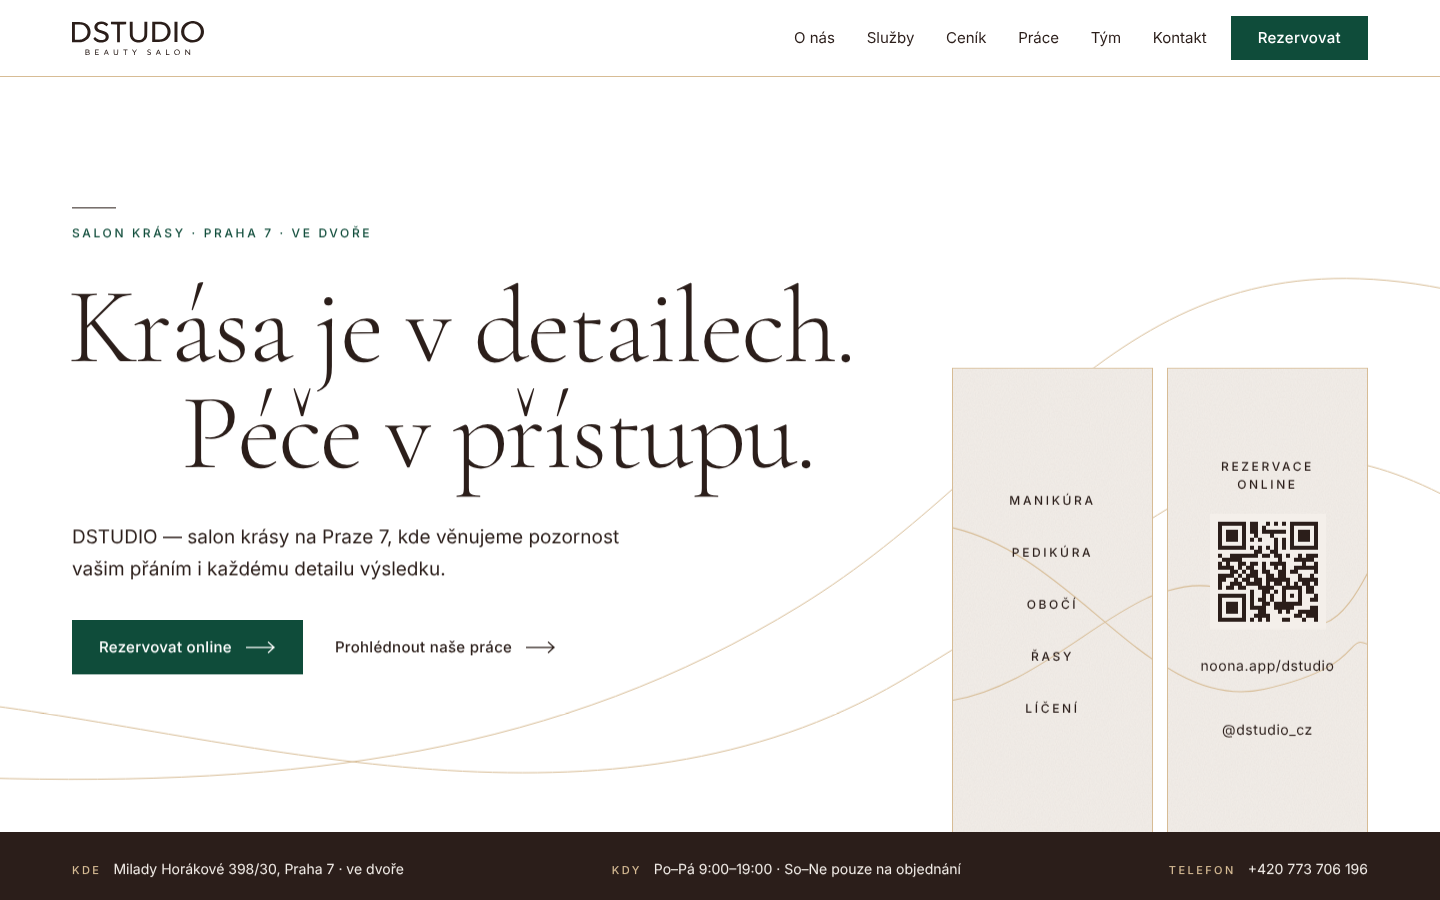 DSTUDIO
BEAUTY SALON
O nás
Služby
Ceník
Práce
Tým
Kontakt
Rezervovat
SALON KRÁSY · PRAHA 7 · VE DVOŘE
Krása je v detailech.
Péče v přístupu.
DSTUDIO — salon krásy na Praze 7, kde věnujeme pozornost
vašim přáním i každému detailu výsledku.
Rezervovat online
Prohlédnout naše práce
MANIKÚRA
PEDIKÚRA
OBOČÍ
ŘASY
LÍČENÍ
REZERVACE
ONLINE
noona.app/dstudio
@dstudio_cz
KDE Milady Horákové 398/30, Praha 7 · ve dvoře
KDY Po–Pá 9:00–19:00 · So–Ne pouze na objednání
TELEFON +420 773 706 196